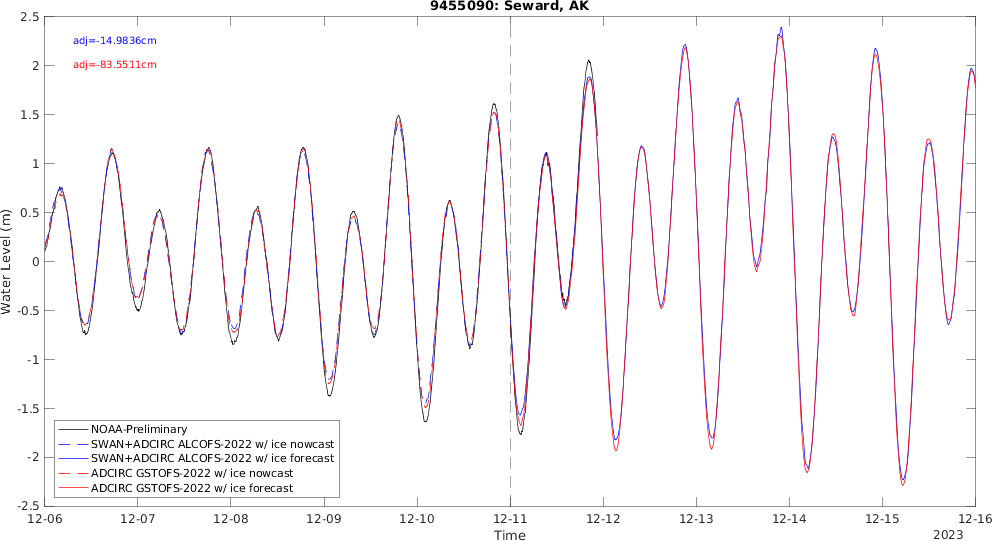 9455090: Seward, AK
adj=-14.9836cm
adj=-83.5511cm
Water Level (m)
2.5
2
1.5
1
0.5
0
-0.5
-1
-1.5
-2
-2.5
NOAA-Preliminary
SWAN+ADCIRC ALCOFS-2022 w/ ice nowcast
SWAN+ADCIRC ALCOFS-2022 w/ ice forecast
ADCIRC GSTOFS-2022 w/ ice nowcast
ADCIRC GSTOFS-2022 w/ ice forecast
12-06 12-07 12-08 12-09 12-10 12-11 12-12 12-13 12-14 12-15 12-16
Time
2023